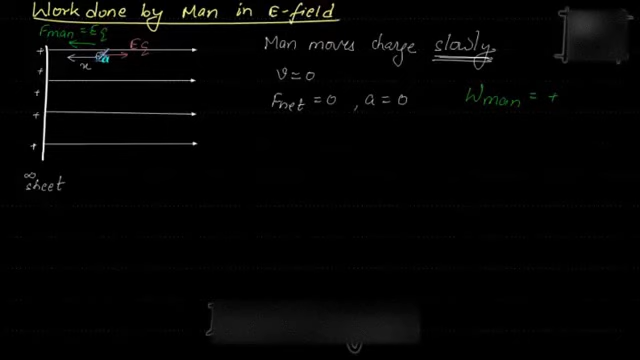 Work done by Man in E-field
Fman = Eq
Eq
x
Man moves charge slowly.
v = 0
Fnet = 0 , a = 0
Wman = +
∞
sheet